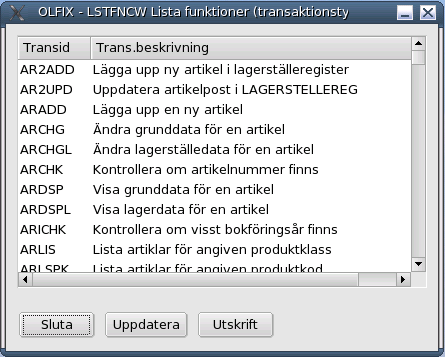 OLFIX - LSTFNCW Lista funktioner (transaktionsty
Transid Trans.beskrivning
AR2ADD Lägga upp ny artikel i lagerställeregister
AR2UPD Uppdatera artikelpost i LAGERSTELLEREG
ARADD Lägga upp en ny artikel
ARCHG Ändra grunddata för en artikel
ARCHGL Ändra lagerställedata för en artikel
ARCHK Kontrollera om artikelnummer finns
ARDSP Visa grunddata för en artikel
ARDSPL Visa lagerdata för en artikel
ARICHK Kontrollera om visst bokföringsår finns
ARLIS Lista artiklar för angiven produktklass
ARLSPK Lista artiklar för angiven produktkod
Sluta Uppdatera Utskrift